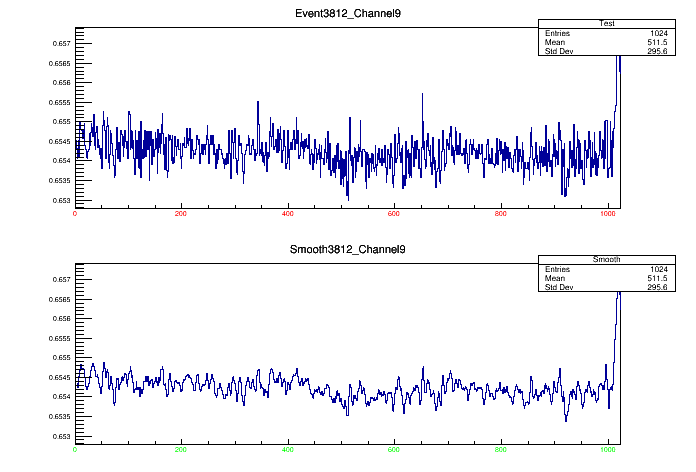 Event3812_Channel9
Test
Entries 1024
Mean 511.5
Std Dev 295.6
0.657
0.6565
0.656
0.6555
0.655
0.6545
0.654
0.6535
0.653
0 200 400 600 800 1000
Smooth3812_Channel9
Smooth
Entries 1024
Mean 511.5
Std Dev 295.6
0.657
0.6565
0.656
0.6555
0.655
0.6545
0.654
0.6535
0.653
0 200 400 600 800 1000